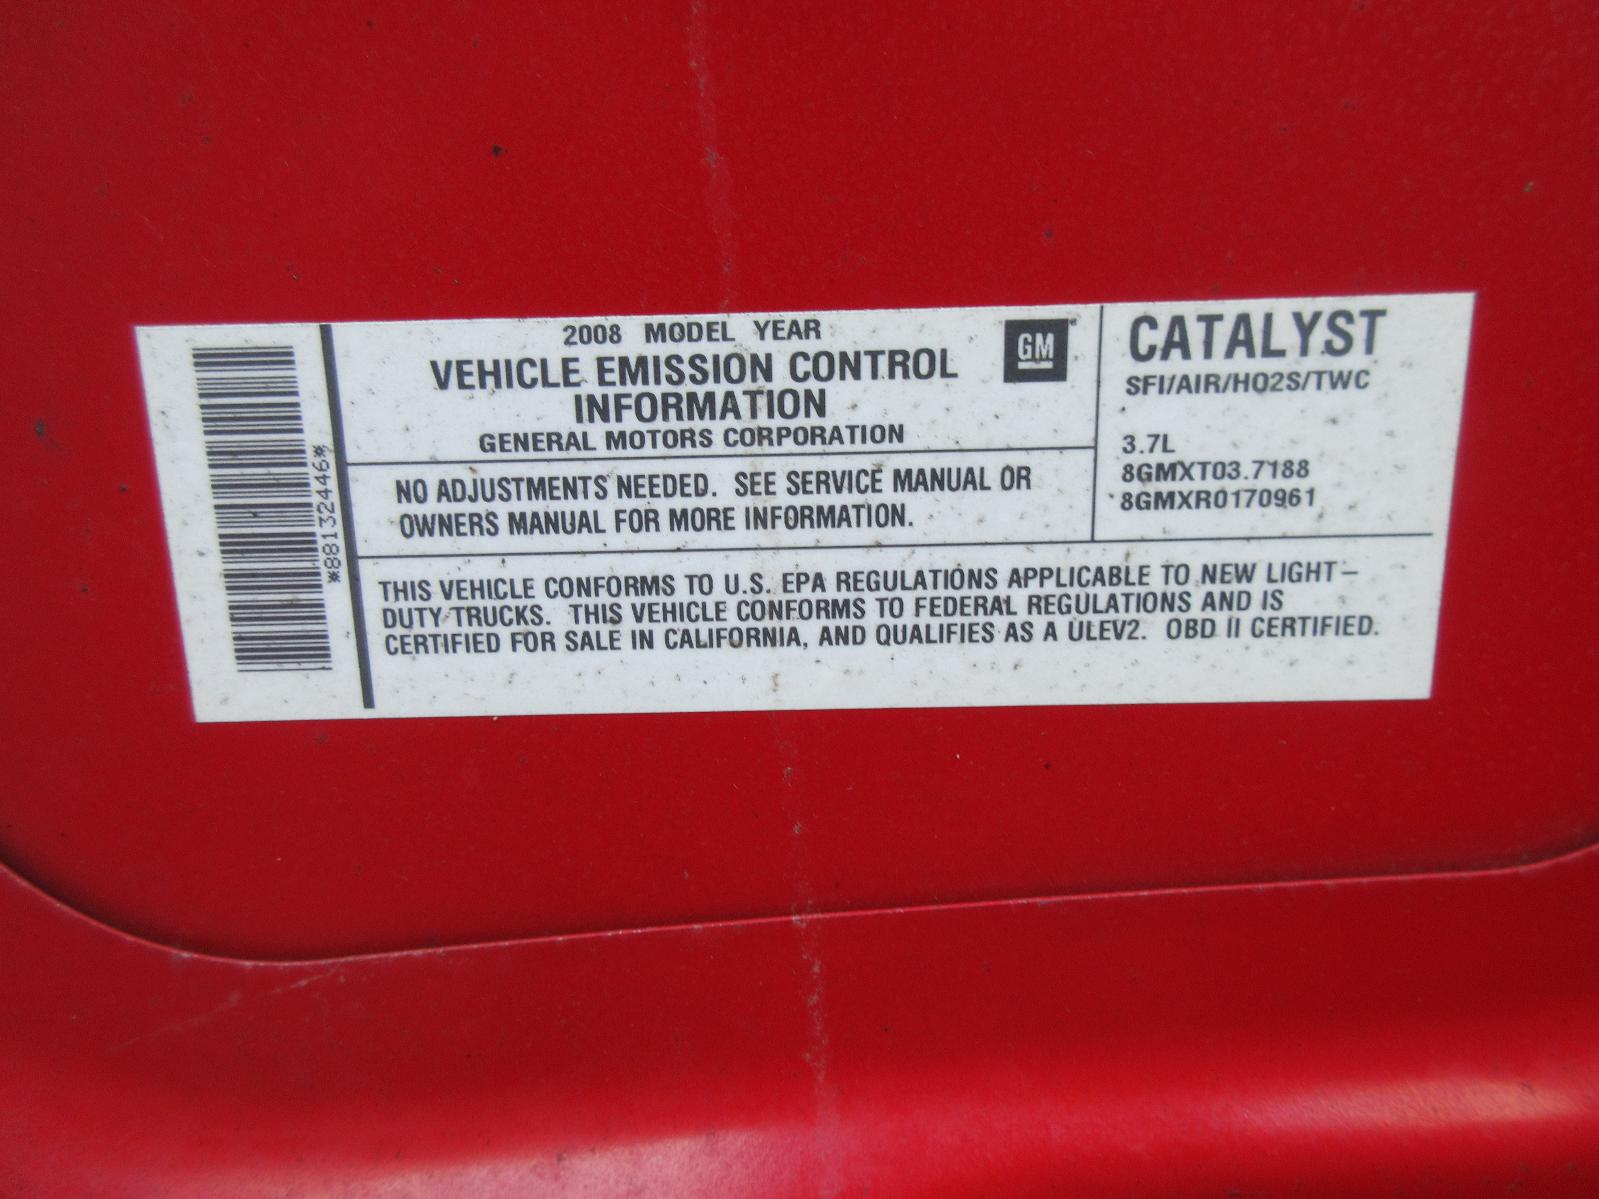 2008 MODEL YEAR
VEHICLE EMISSION CONTROL
INFORMATION
GENERAL MOTORS CORPORATION
GM
CATALYST
SFI/AIR/HO2S/TWC
3.7L
8GMXT03.7188
8GMXR0170961
NO ADJUSTMENTS NEEDED. SEE SERVICE MANUAL OR
OWNERS MANUAL FOR MORE INFORMATION.
THIS VEHICLE CONFORMS TO U.S. EPA REGULATIONS APPLICABLE TO NEW LIGHT-
DUTY TRUCKS. THIS VEHICLE CONFORMS TO FEDERAL REGULATIONS AND IS
CERTIFIED FOR SALE IN CALIFORNIA, AND QUALIFIES AS A ULEV2. OBD II CERTIFIED.
*88132446*